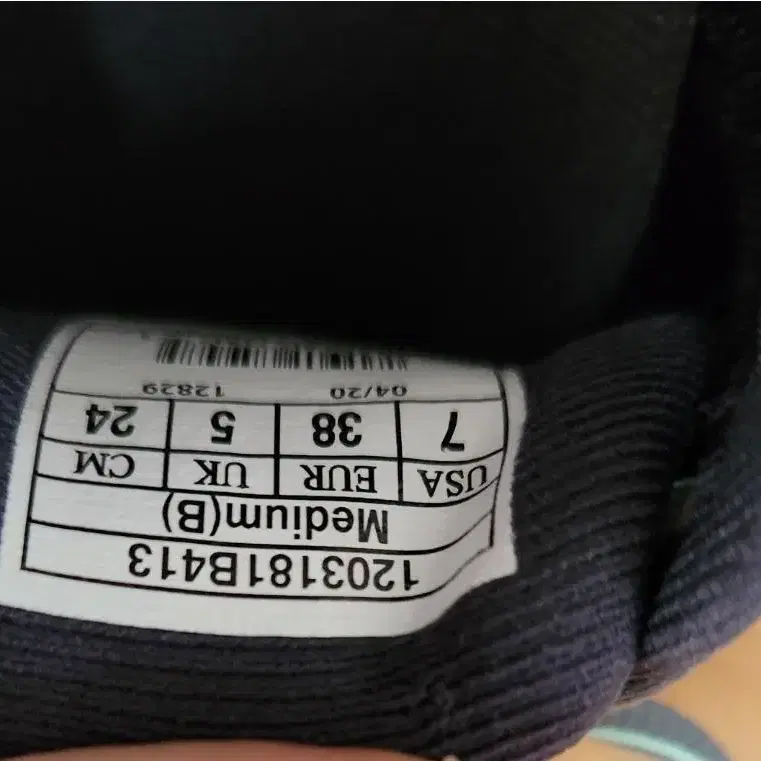 1203181B413
Medium(B)
USA EUR UK CM
7 38 5 24
04/20 12829